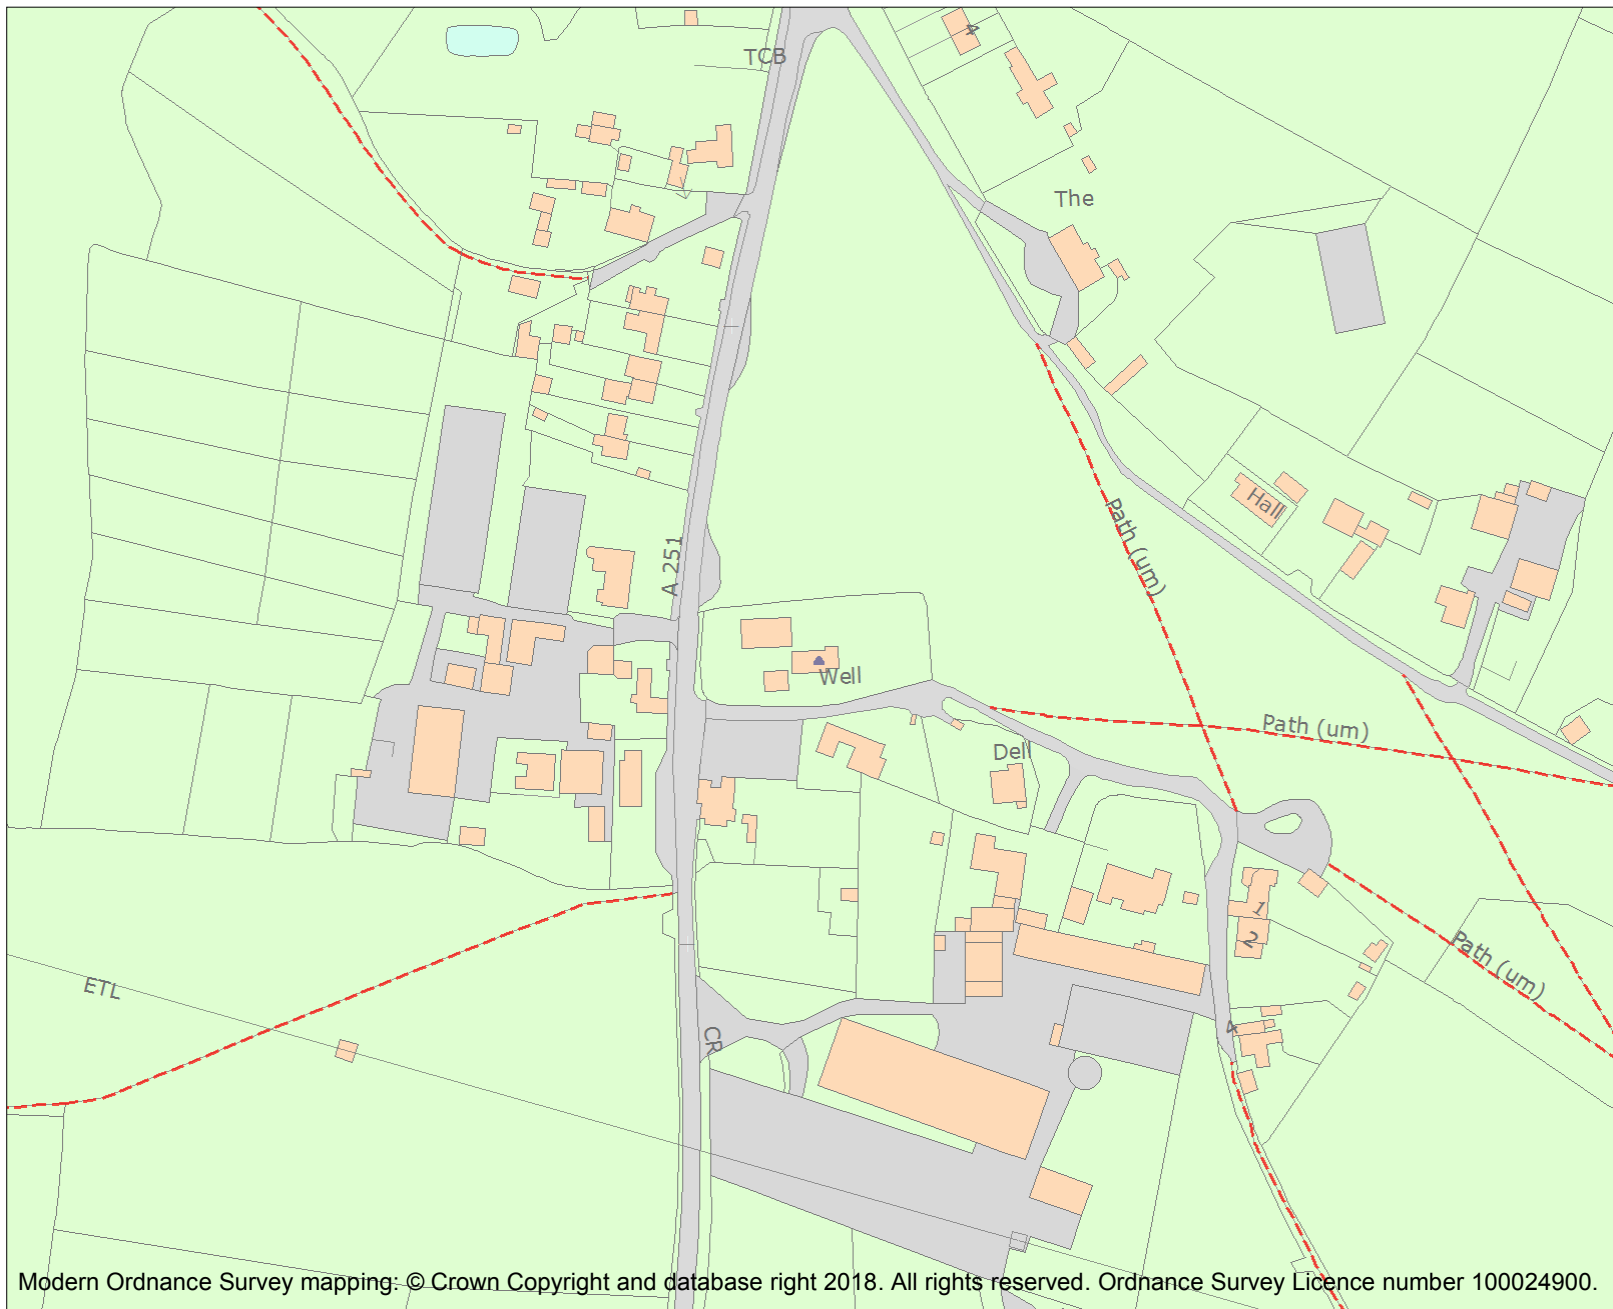 4
TCB
The
Hall
A 251
Path (um)
Well
Path (um)
Dell
1
2
Path (um)
ETL
4
CR
Modern Ordnance Survey mapping: © Crown Copyright and database right 2018. All rights reserved. Ordnance Survey Licence number 100024900.